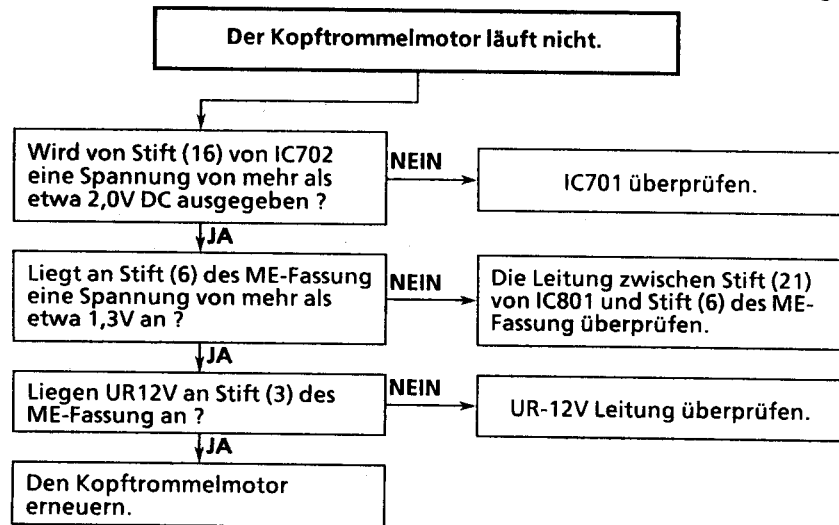 Der Kopftrommelmotor läuft nicht.
Wird von Stift (16) von IC702
eine Spannung von mehr als
etwa 2,0V DC ausgegeben ?
NEIN
IC701 überprüfen.
JA
Liegt an Stift (6) des ME-Fassung
eine Spannung von mehr als
etwa 1,3V an ?
NEIN
Die Leitung zwischen Stift (21)
von IC801 und Stift (6) des ME-
Fassung überprüfen.
JA
Liegen UR12V an Stift (3) des
ME-Fassung an ?
NEIN
UR-12V Leitung überprüfen.
JA
Den Kopftrommelmotor
erneuern.